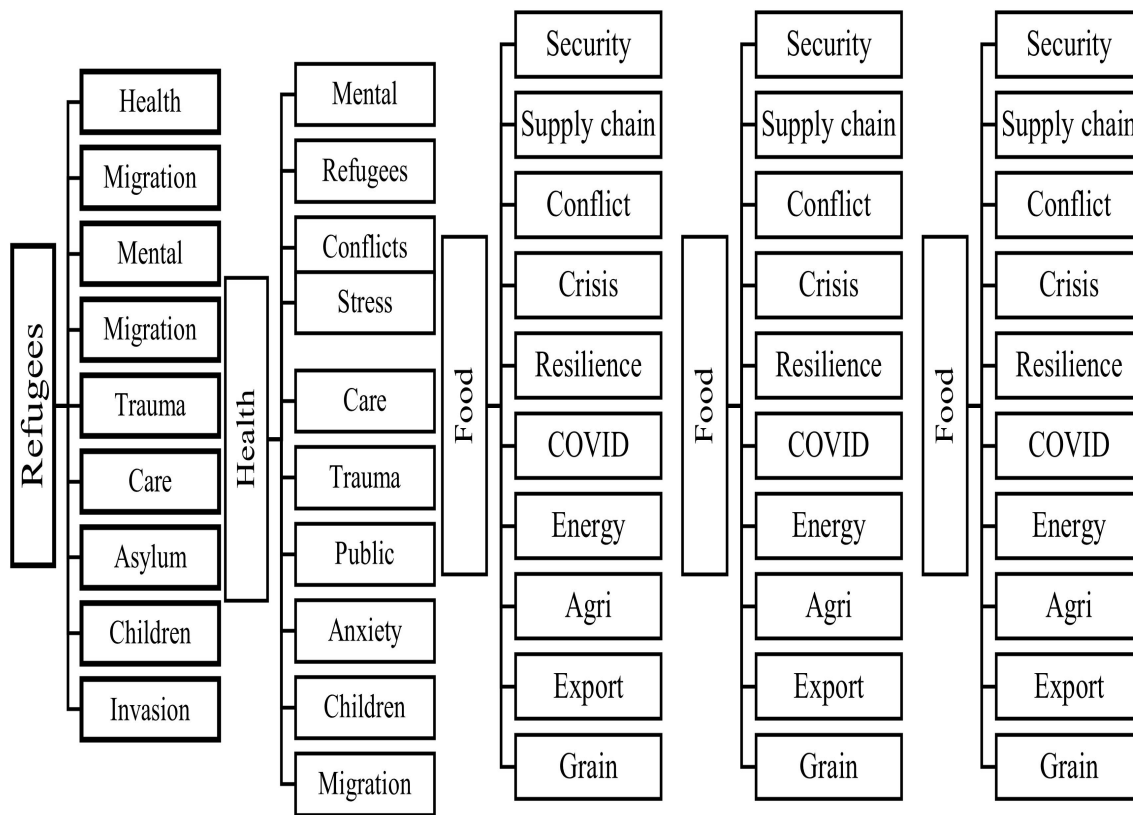 Refugees
Health
Migration
Mental
Migration
Trauma
Care
Asylum
Children
Invasion
Health
Mental
Refugees
Conflicts
Stress
Care
Trauma
Public
Anxiety
Children
Migration
Food
Security
Supply chain
Conflict
Crisis
Resilience
COVID
Energy
Agri
Export
Grain
Food
Security
Supply chain
Conflict
Crisis
Resilience
COVID
Energy
Agri
Export
Grain
Food
Security
Supply chain
Conflict
Crisis
Resilience
COVID
Energy
Agri
Export
Grain